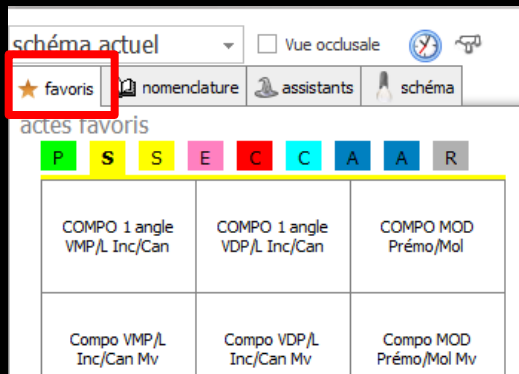 schéma actuel Vue occlusale
favoris nomenclature assistants schéma
actes favoris
P S S E C C A A R
COMPO 1 angle COMPO 1 angle COMPO MOD
VMP/L Inc/Can VDP/L Inc/Can Prémo/Mol
Compo VMP/L Compo VDP/L Compo MOD
Inc/Can Mv Inc/Can Mv Prémo/Mol Mv